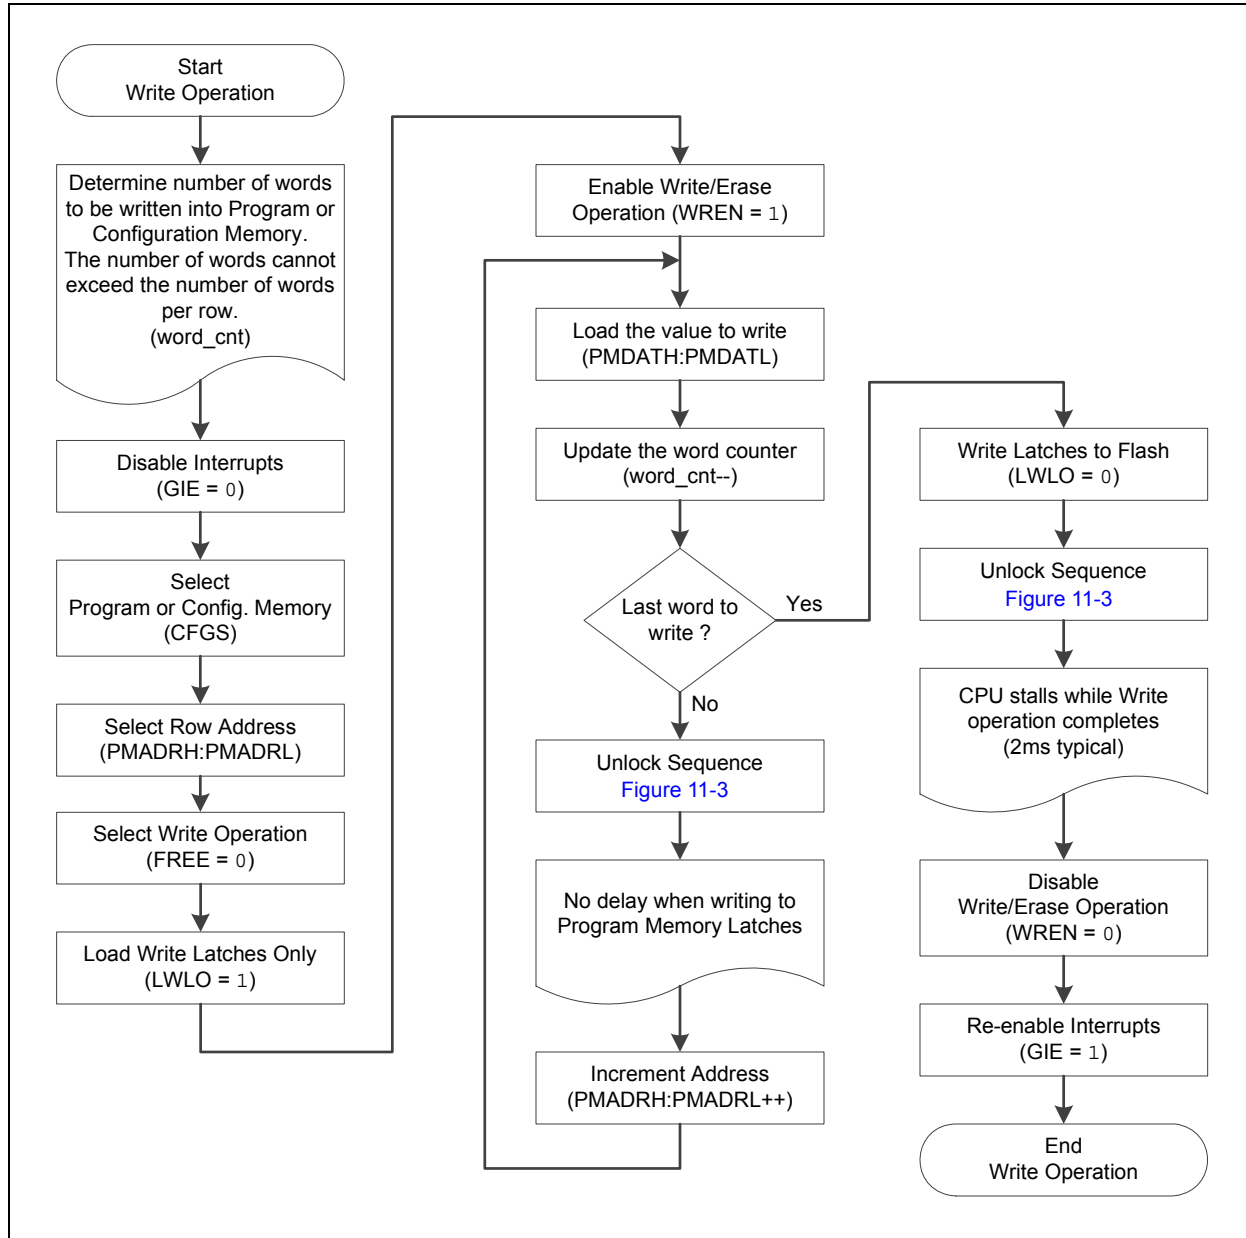 Start
Write Operation
Determine number of words
to be written into Program or
Configuration Memory.
The number of words cannot
exceed the number of words
per row.
(word_cnt)
Disable Interrupts
(GIE = 0)
Select
Program or Config. Memory
(CFGS)
Select Row Address
(PMADRH:PMADRL)
Select Write Operation
(FREE = 0)
Load Write Latches Only
(LWLO = 1)
Enable Write/Erase
Operation (WREN = 1)
Load the value to write
(PMDATH:PMDATL)
Update the word counter
(word_cnt--)
Last word to
write ?
Yes
No
Unlock Sequence
Figure 11-3
No delay when writing to
Program Memory Latches
Increment Address
(PMADRH:PMADRL++)
Write Latches to Flash
(LWLO = 0)
Unlock Sequence
Figure 11-3
CPU stalls while Write
operation completes
(2ms typical)
Disable
Write/Erase Operation
(WREN = 0)
Re-enable Interrupts
(GIE = 1)
End
Write Operation